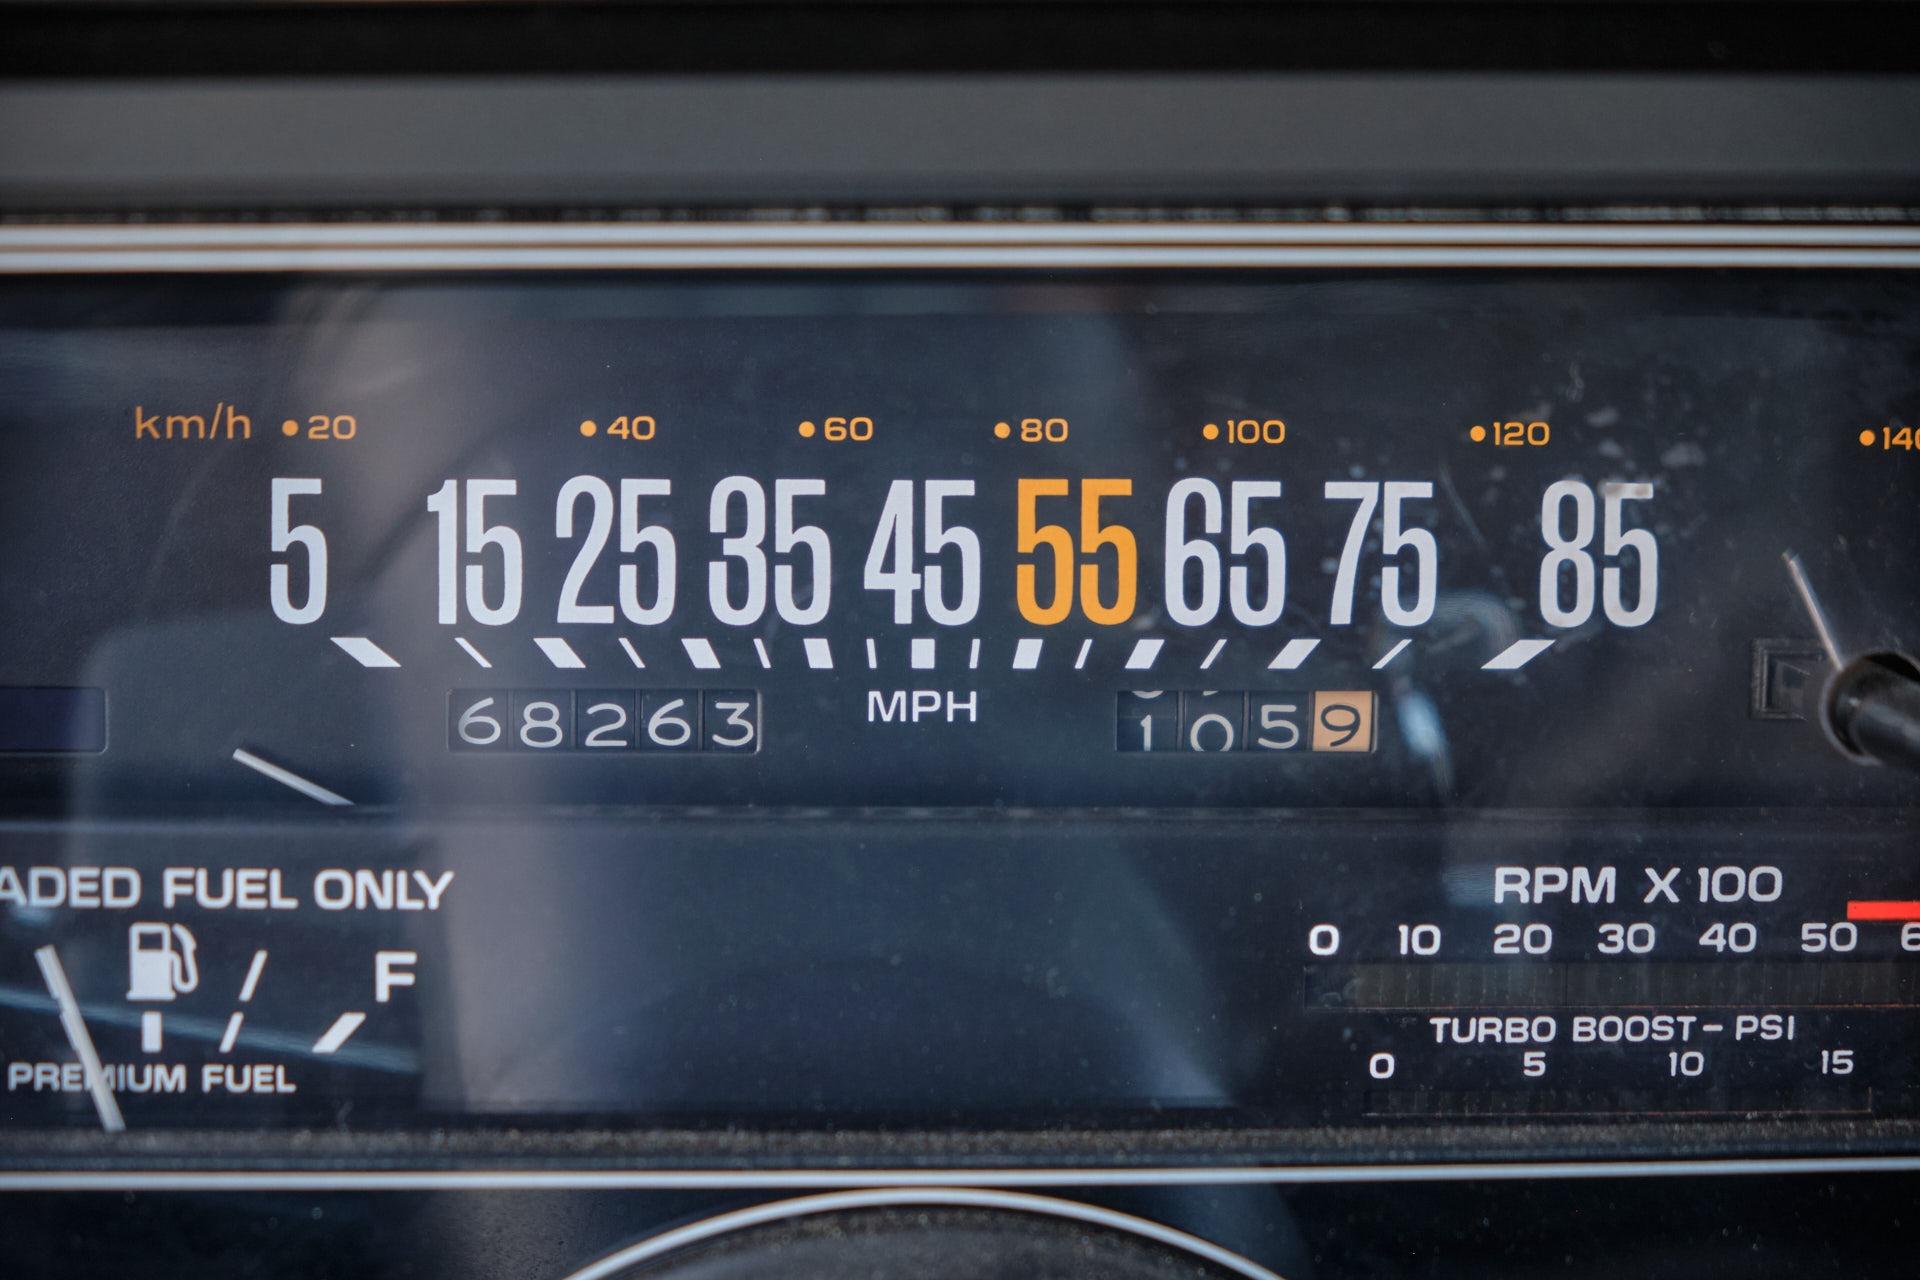 km/h 20 40 60 80 100 120 140
5 15 25 35 45 55 65 75 85
68263 MPH 1059
ADED FUEL ONLY
F
PREMIUM FUEL
RPM X 100
0 10 20 30 40 50 6
TURBO BOOST - PSI
0 5 10 15